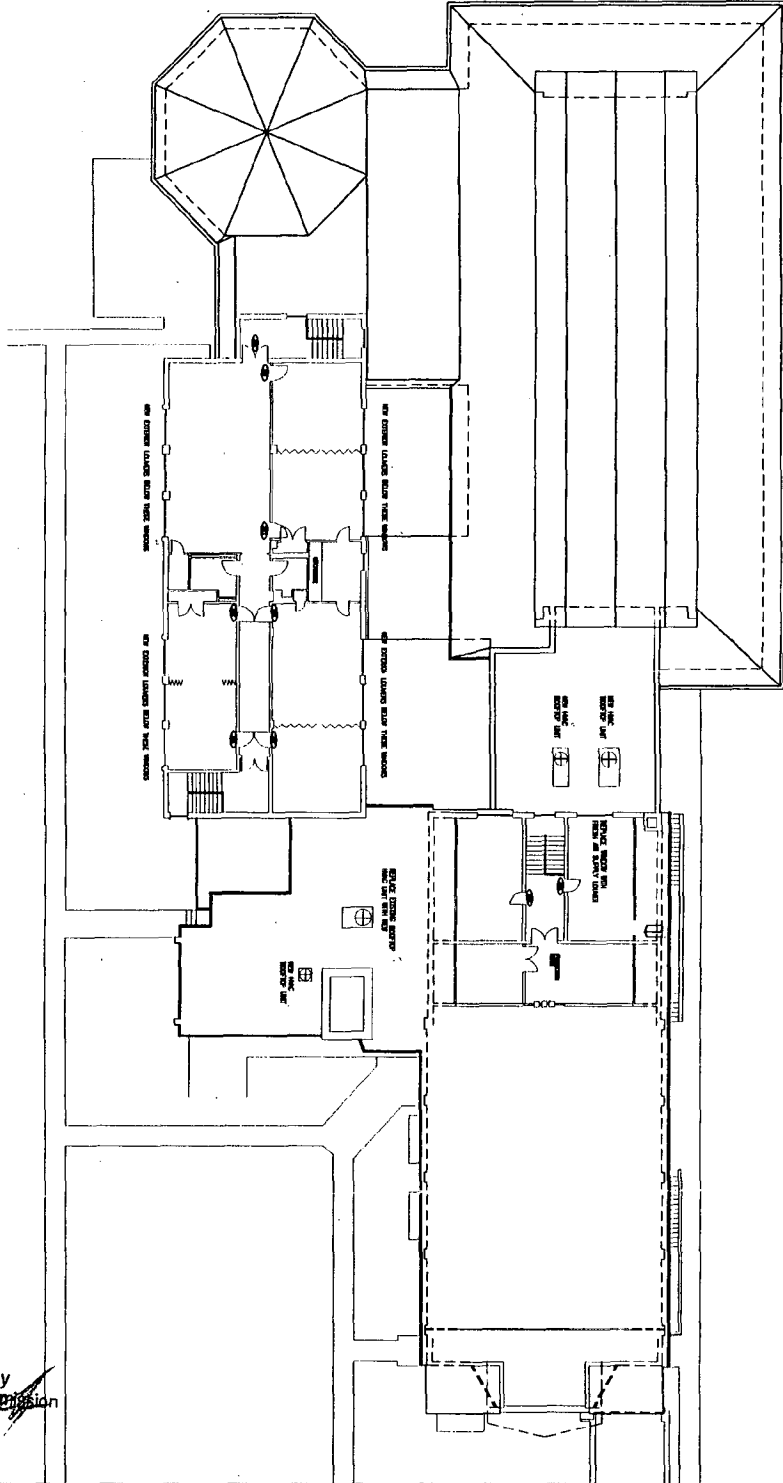 NEW EXTERIOR LOUVERS BELOW THESE WINDOWS
NEW EXTERIOR LOUVERS BELOW THESE WINDOWS
NEW EXTERIOR LOUVERS BELOW THESE WINDOWS
NEW EXTERIOR LOUVERS BELOW THESE WINDOWS
NEW HVAC
ROOFTOP UNIT
NEW HVAC
ROOFTOP UNIT
REPLACE WINDOW WITH
FRESH AIR SUPPLY LOUVER
REPLACE EXISTING ROOFTOP
HVAC UNIT WITH NEW
NEW HVAC
ROOFTOP UNIT
y